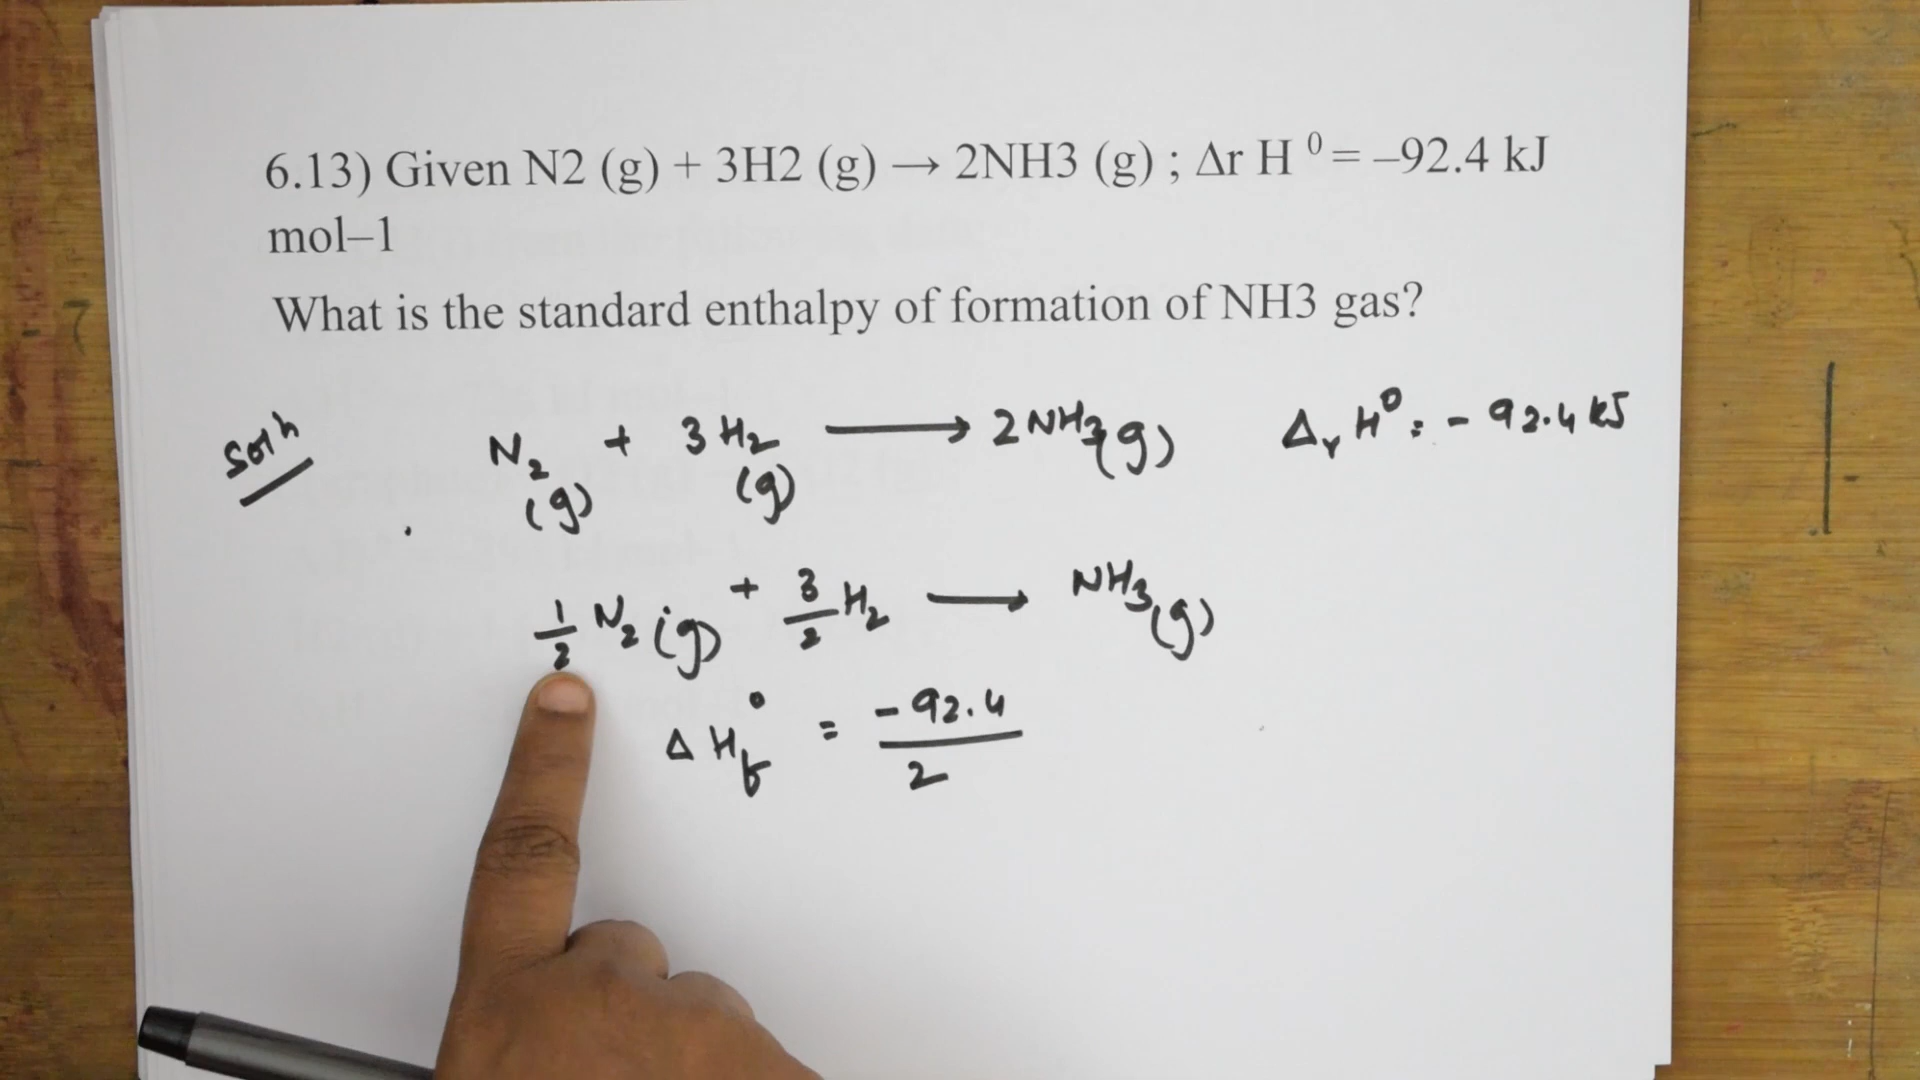 6.13) Given N2 (g) + 3H2 (g) → 2NH3 (g) ; Δr H ⁰ = –92.4 kJ
mol–1
What is the standard enthalpy of formation of NH3 gas?
Solⁿ N₂ (g) + 3H₂ (g) ⟶ 2NH₃(g) ΔᵣH⁰ = - 92.4 kJ
1/2 N₂ (g) + 3/2 H₂ ⟶ NH₃(g)
ΔH°f = -92.4/2